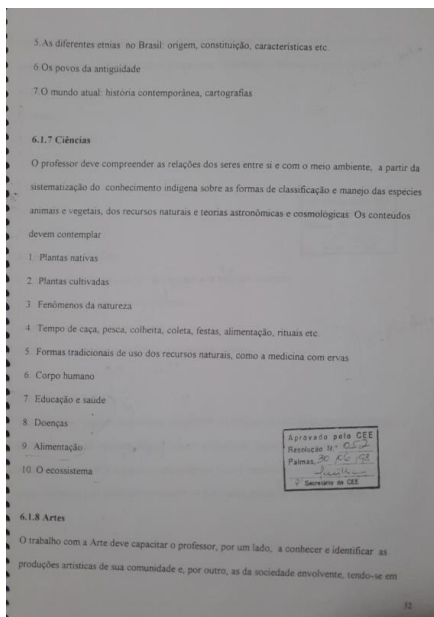 5.As diferentes etnias no Brasil: origem, constituição, características etc.
6.Os povos da antigüidade
7.O mundo atual: história contemporânea, cartografias
6.1.7 Ciências
O professor deve compreender as relações dos seres entre si e com o meio ambiente, a partir da
sistematização do conhecimento indígena sobre as formas de classificação e manejo das espécies
animais e vegetais, dos recursos naturais e teorias astronômicas e cosmológicas. Os conteúdos
devem contemplar
1. Plantas nativas
2. Plantas cultivadas
3. Fenômenos da natureza
4. Tempo de caça, pesca, colheita, coleta, festas, alimentação, rituais etc.
5. Formas tradicionais de uso dos recursos naturais, como a medicina com ervas
6. Corpo humano
7. Educação e saúde
8. Doenças
9. Alimentação
10. O ecossistema
Aprovado pelo CEE
Resolução N.º 052
Palmas, 30 / 98
Secretário do CEE
6.1.8 Artes
O trabalho com a Arte deve capacitar o professor, por um lado, a conhecer e identificar as
produções artísticas de sua comunidade e, por outro, as da sociedade envolvente, tendo-se em
52